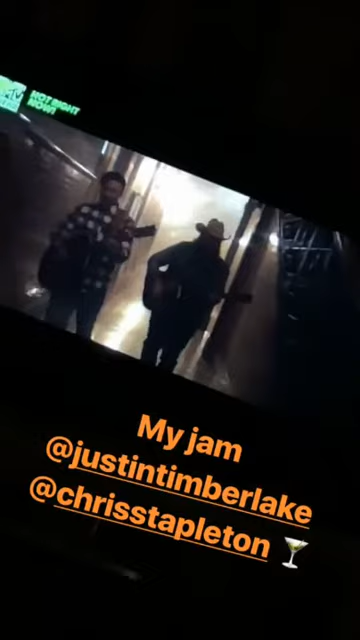 MTV
HOT RIGHT
NOW!
My jam
@justintimberlake
@chrisstapleton 🍸